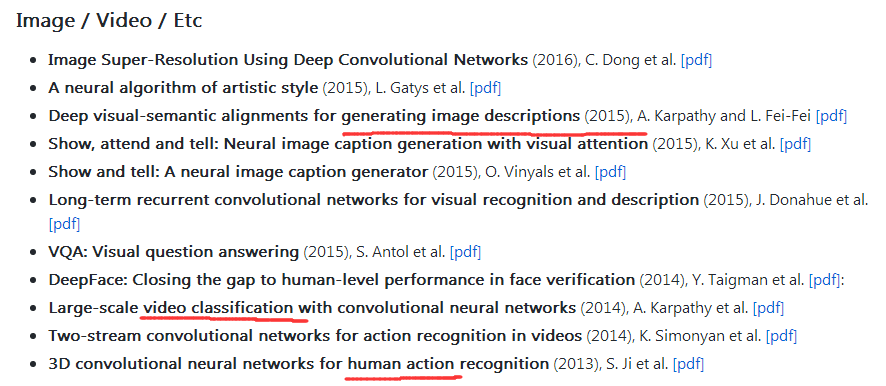 Image / Video / Etc
Image Super-Resolution Using Deep Convolutional Networks (2016), C. Dong et al. [pdf]
A neural algorithm of artistic style (2015), L. Gatys et al. [pdf]
Deep visual-semantic alignments for generating image descriptions (2015), A. Karpathy and L. Fei-Fei [pdf]
Show, attend and tell: Neural image caption generation with visual attention (2015), K. Xu et al. [pdf]
Show and tell: A neural image caption generator (2015), O. Vinyals et al. [pdf]
Long-term recurrent convolutional networks for visual recognition and description (2015), J. Donahue et al.
[pdf]
VQA: Visual question answering (2015), S. Antol et al. [pdf]
DeepFace: Closing the gap to human-level performance in face verification (2014), Y. Taigman et al. [pdf]:
Large-scale video classification with convolutional neural networks (2014), A. Karpathy et al. [pdf]
Two-stream convolutional networks for action recognition in videos (2014), K. Simonyan et al. [pdf]
3D convolutional neural networks for human action recognition (2013), S. Ji et al. [pdf]